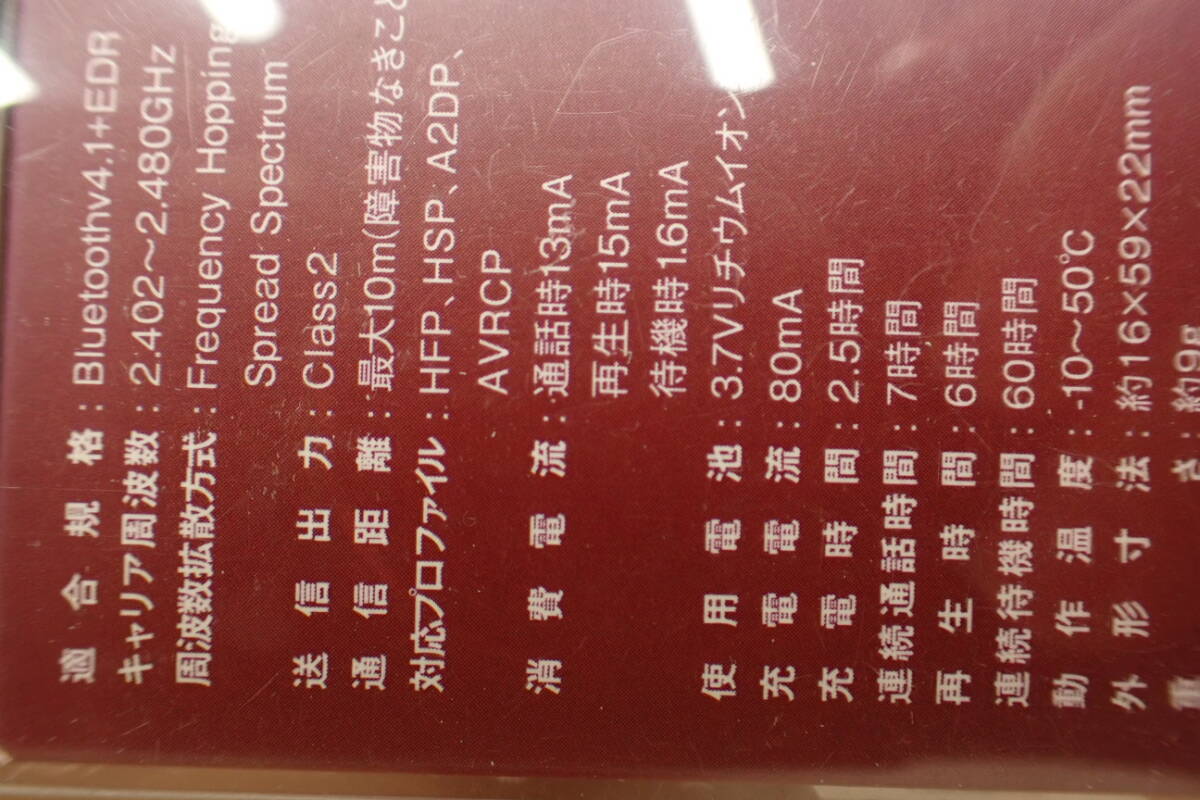 適合規格：Bluetoothv4.1+EDR
キャリア周波数：2.402～2.480GHz
周波数拡散方式：Frequency Hopping
Spread Spectrum
送信出力：Class2
通信距離：最大10m(障害物なきこと
対応プロファイル：HFP、HSP、A2DP、
AVRCP
消費電流：通話時13mA
再生時15mA
待機時1.6mA
使用電池：3.7Vリチウムイオン
充電電流：80mA
充電時間：2.5時間
連続通話時間：7時間
再生時間：6時間
連続待機時間：60時間
動作温度：-10～50℃
外形寸法：約16×59×22mm
約9g